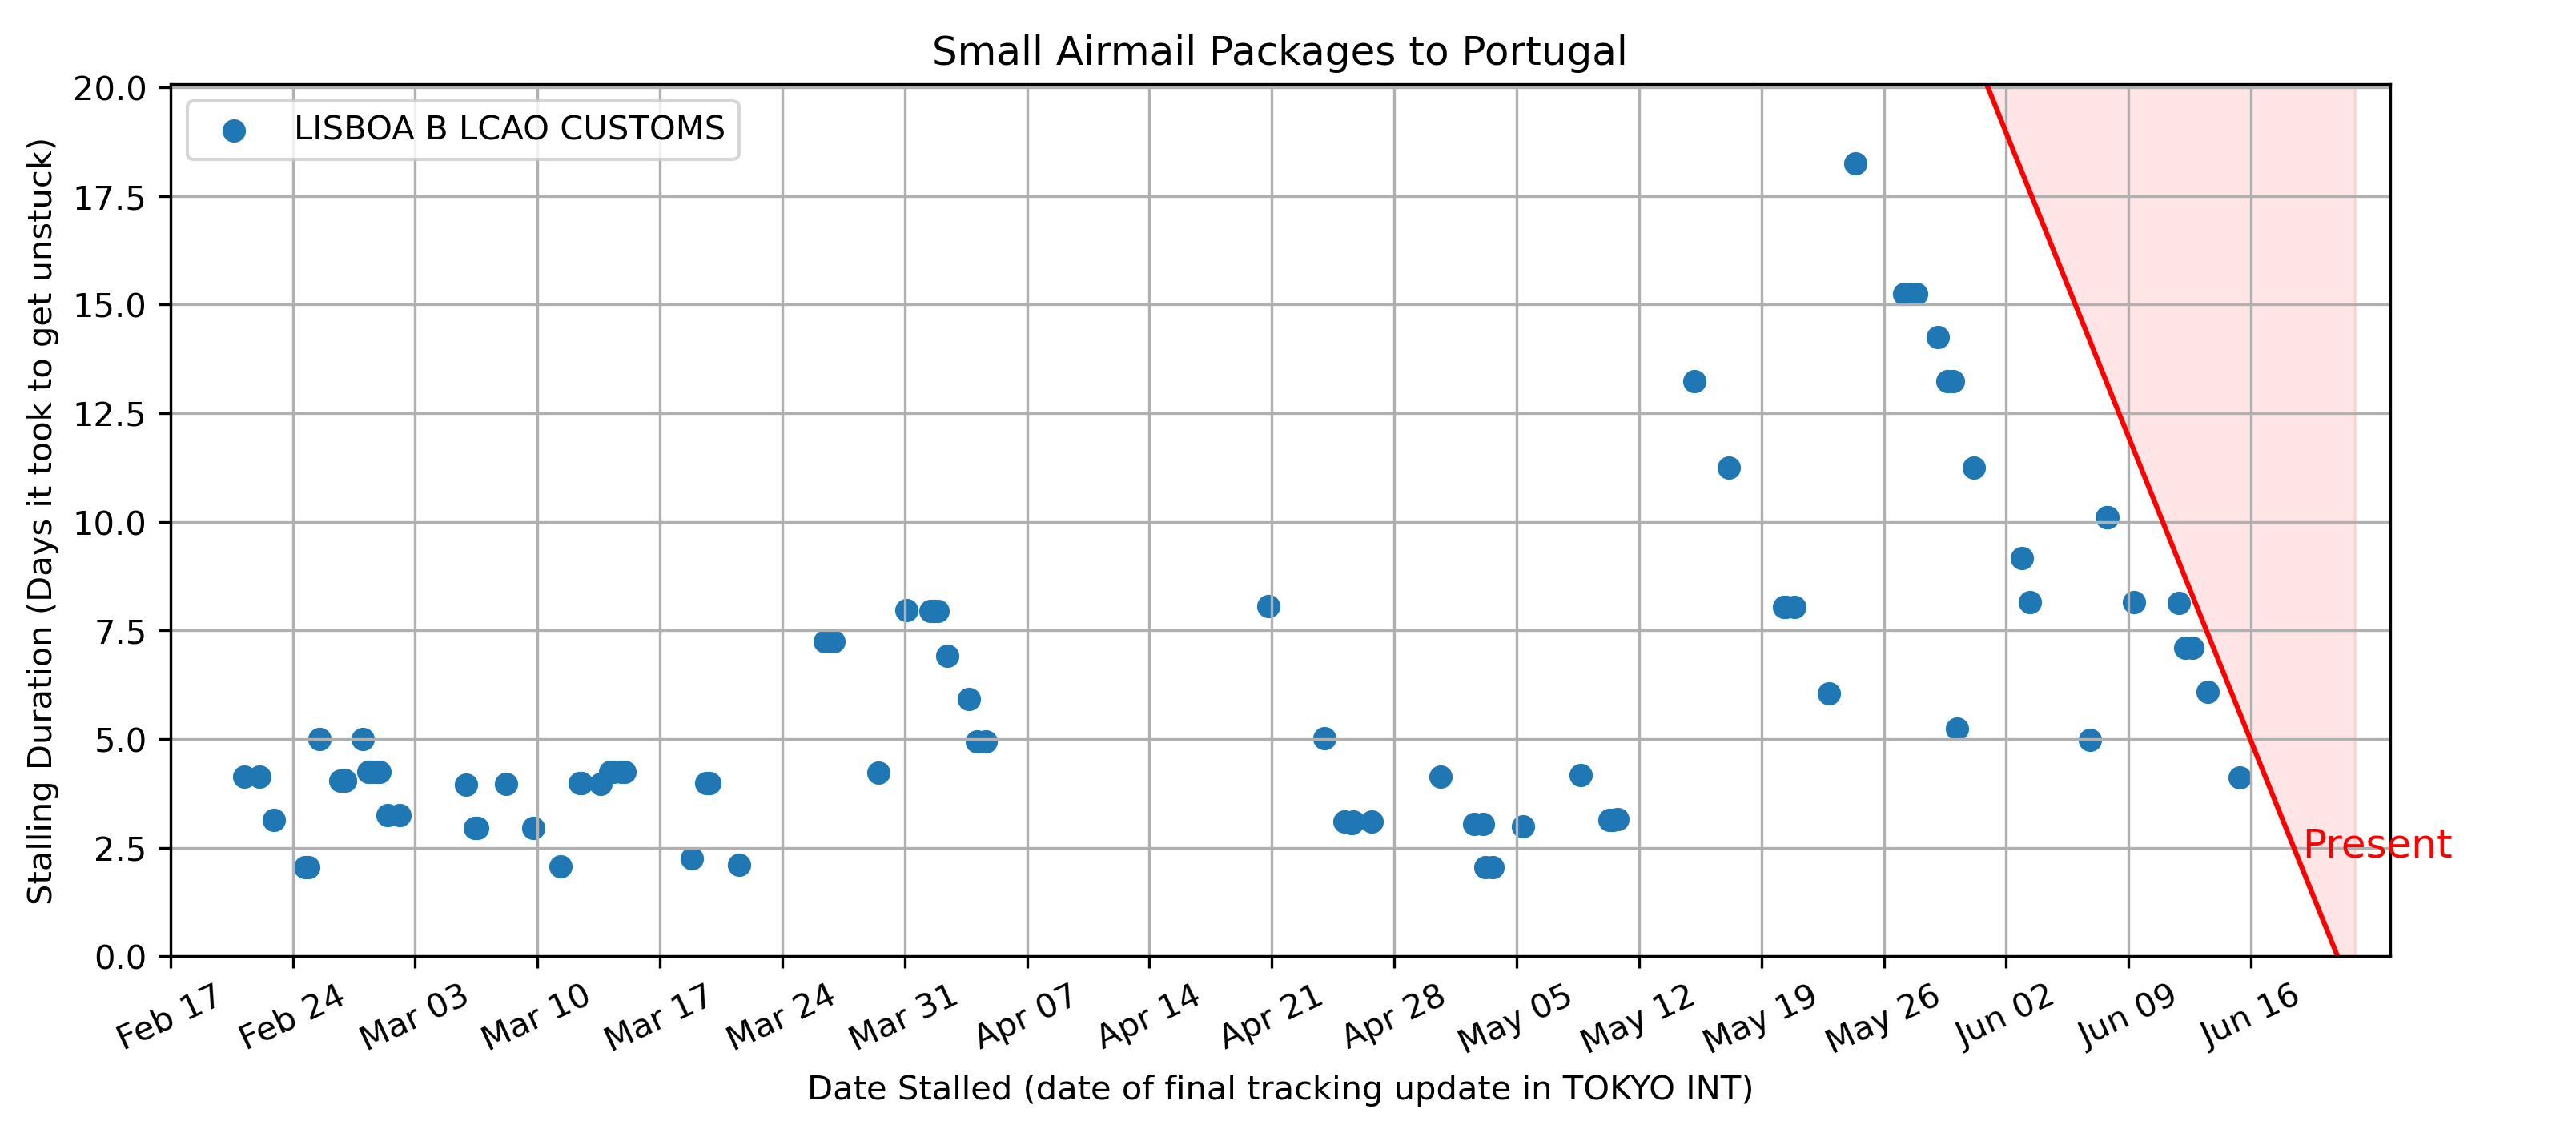 Small Airmail Packages to Portugal
LISBOA B LCAO CUSTOMS
Stalling Duration (Days it took to get unstuck)
20.0
17.5
15.0
12.5
10.0
7.5
5.0
2.5
0.0
Present
Feb 17
Feb 24
Mar 03
Mar 10
Mar 17
Mar 24
Mar 31
Apr 07
Apr 14
Apr 21
Apr 28
May 05
May 12
May 19
May 26
Jun 02
Jun 09
Jun 16
Date Stalled (date of final tracking update in TOKYO INT)